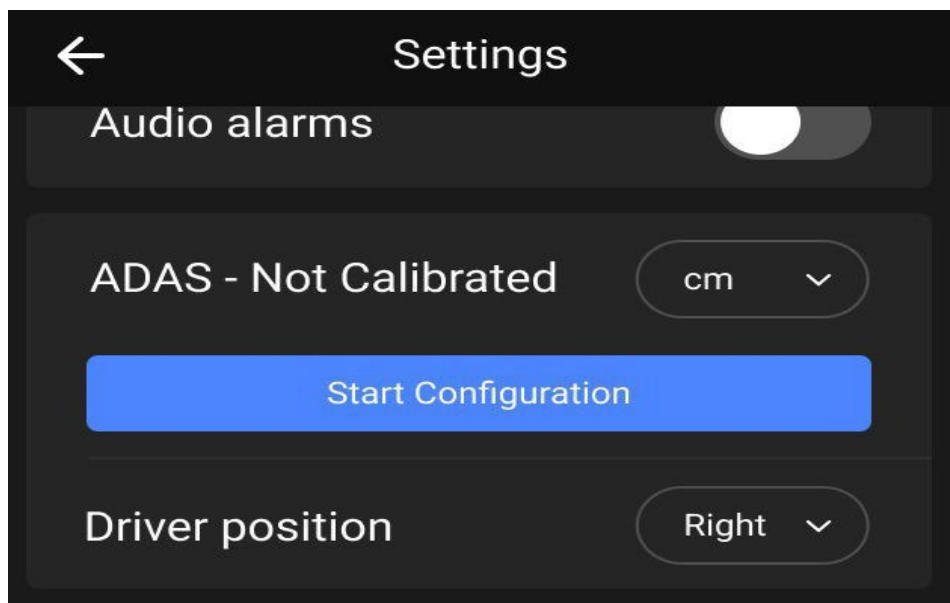 Settings
Audio alarms
ADAS - Not Calibrated
cm
Start Configuration
Driver position
Right